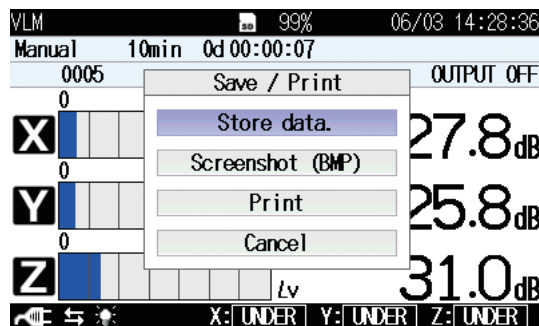 VLM SD 99% 06/03 14:28:36
Manual 10min 0d 00:00:07
0005 OUTPUT OFF
Save / Print
Store data.
Screenshot (BMP)
Print
Cancel
0
X 27.8dB
0
Y 25.8dB
0
Z Lv 31.0dB
X: UNDER Y: UNDER Z: UNDER